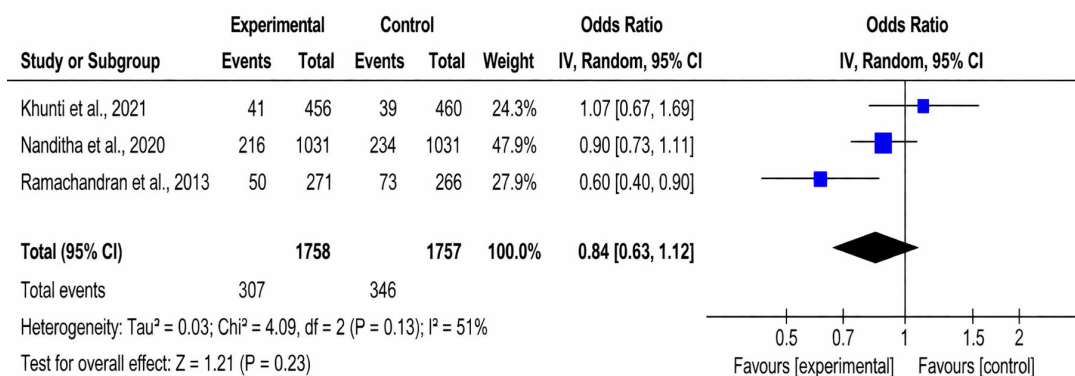 Experimental Control Odds Ratio Odds Ratio
Study or Subgroup Events Total Events Total Weight IV, Random, 95% CI IV, Random, 95% CI
Khunti et al., 2021 41 456 39 460 24.3% 1.07 [0.67, 1.69]
Nanditha et al., 2020 216 1031 234 1031 47.9% 0.90 [0.73, 1.11]
Ramachandran et al., 2013 50 271 73 266 27.9% 0.60 [0.40, 0.90]
Total (95% CI) 1758 1757 100.0% 0.84 [0.63, 1.12]
Total events 307 346
Heterogeneity: Tau² = 0.03; Chi² = 4.09, df = 2 (P = 0.13); I² = 51%
Test for overall effect: Z = 1.21 (P = 0.23)
0.5 0.7 1 1.5 2
Favours [experimental] Favours [control]